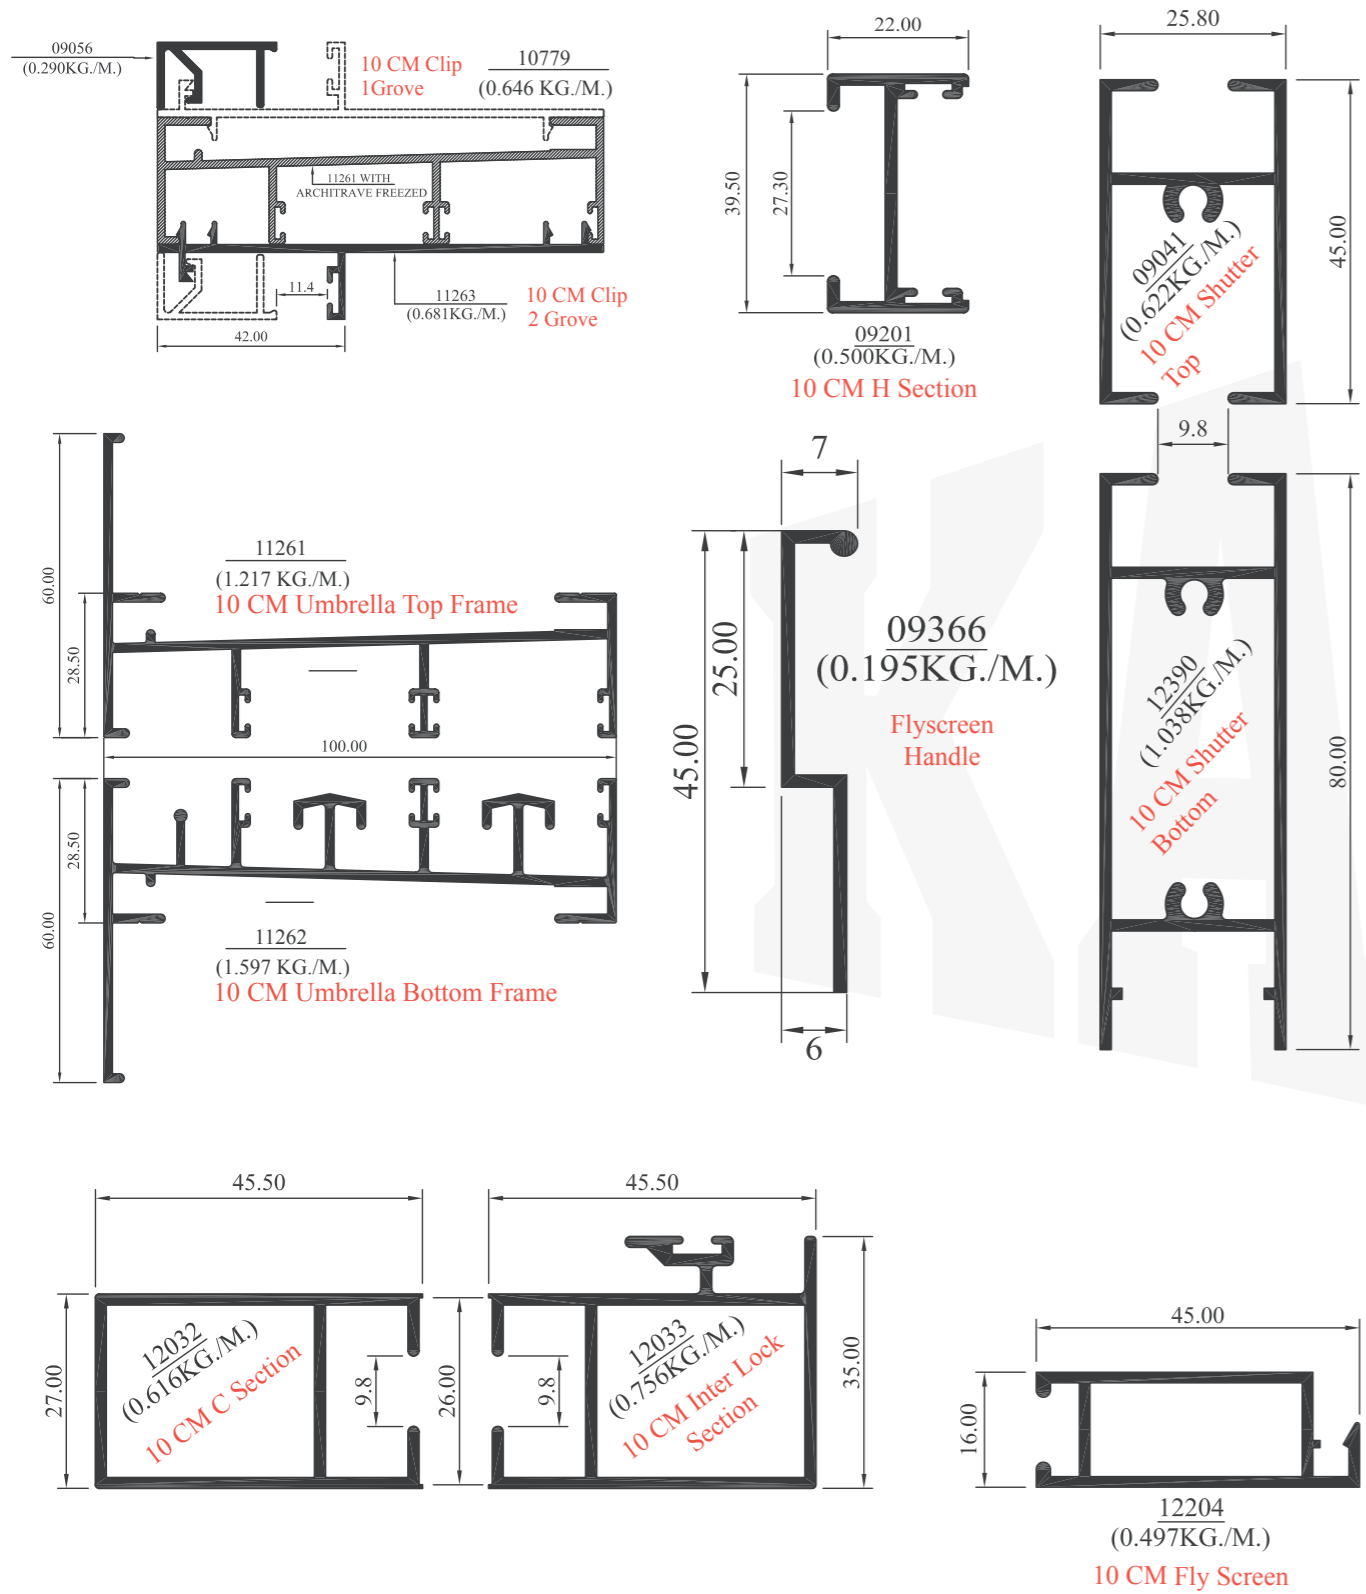 09056
(0.290KG./M.)
10 CM Clip
1Grove
10779
(0.646 KG./M.)
11261 WITH
ARCHITRAVE FREEZED
11.4
42.00
11263
(0.681KG./M.)
10 CM Clip
2 Grove
22.00
39.50
27.30
09201
(0.500KG./M.)
10 CM H Section
25.80
45.00
09041
(0.622KG./M.)
10 CM Shutter
Top
9.8
60.00
28.50
11261
(1.217 KG./M.)
10 CM Umbrella Top Frame
100.00
28.50
60.00
11262
(1.597 KG./M.)
10 CM Umbrella Bottom Frame
7
25.00
45.00
09366
(0.195KG./M.)
Flyscreen
Handle
6
12390
(1.038KG./M.)
10 CM Shutter
Bottom
80.00
KA
45.50
27.00
12032
(0.616KG./M.)
10 CM C Section
9.8
45.50
26.00
9.8
12033
(0.756KG./M.)
10 CM Inter Lock
Section
35.00
45.00
16.00
12204
(0.497KG./M.)
10 CM Fly Screen